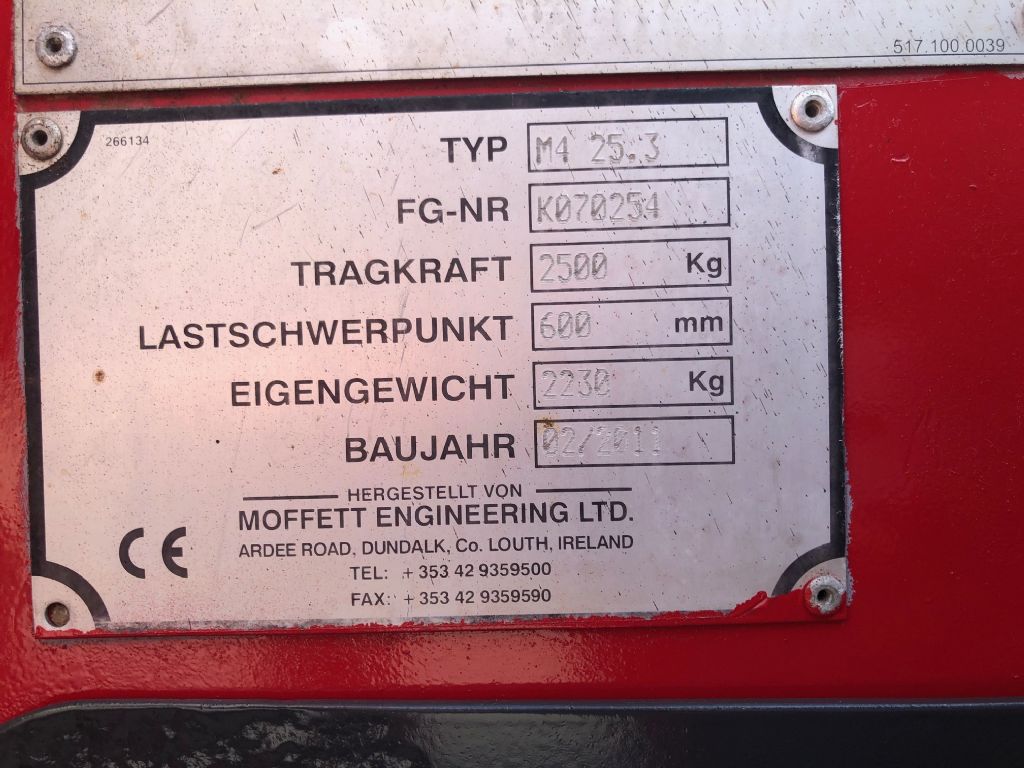 517.100.0039
266134
TYP M4 25.3
FG-NR K070254
TRAGKRAFT 2500 Kg
LASTSCHWERPUNKT 600 mm
EIGENGEWICHT 2230 Kg
BAUJAHR 02/2011
HERGESTELLT VON
MOFFETT ENGINEERING LTD.
ARDEE ROAD, DUNDALK, Co. LOUTH, IRELAND
CE
TEL: + 353 42 9359500
FAX: + 353 42 9359590